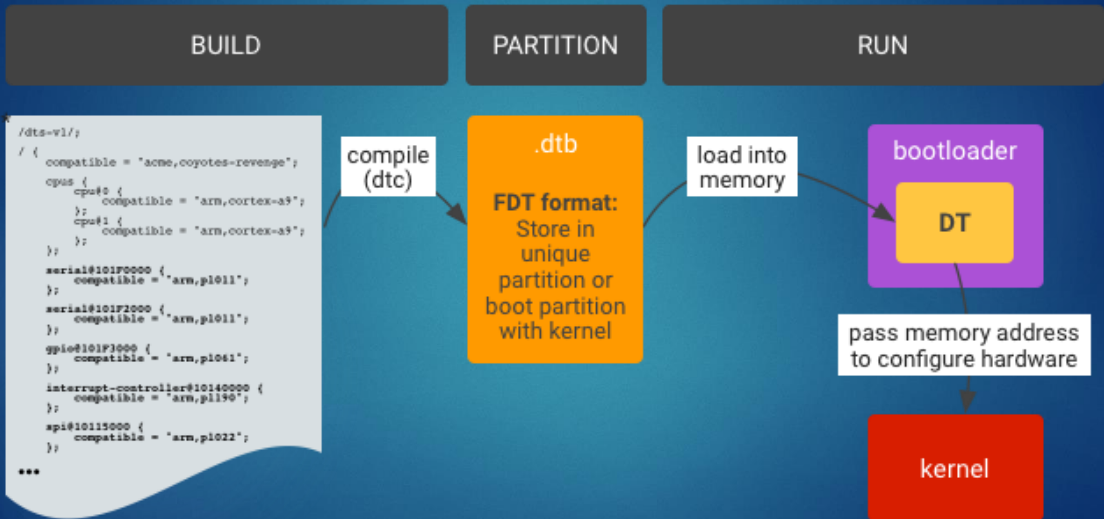 BUILD
PARTITION
RUN
/dts-v1/;
/ {
compatible = "acme,coyotes-revenge";
cpus {
cpu@0 {
compatible = "arm,cortex-a9";
};
cpu@1 {
compatible = "arm,cortex-a9";
};
};
serial@101F0000 {
compatible = "arm,pl011";
};
serial@101F2000 {
compatible = "arm,pl011";
};
gpio@101F3000 {
compatible = "arm,pl061";
};
interrupt-controller@10140000 {
compatible = "arm,pl190";
};
spi@10115000 {
compatible = "arm,pl022";
};
•••
compile
(dtc)
.dtb
FDT format:
Store in
unique
partition or
boot partition
with kernel
load into
memory
bootloader
DT
pass memory address
to configure hardware
kernel